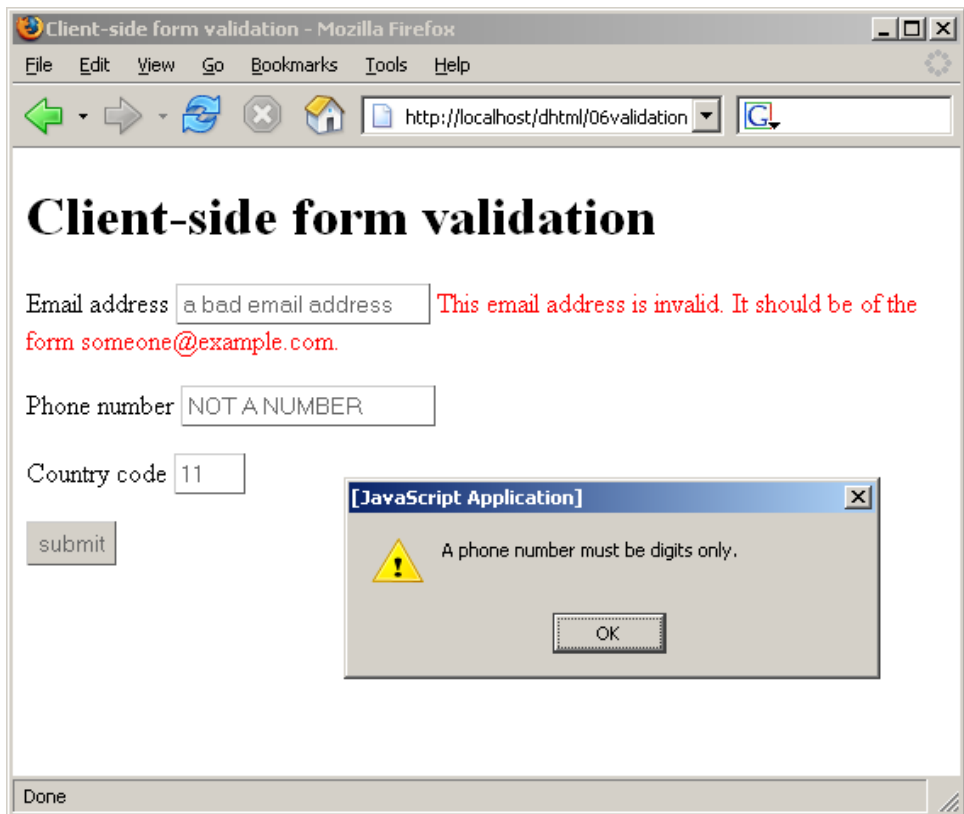 Client-side form validation - Mozilla Firefox
File Edit View Go Bookmarks Tools Help
http://localhost/dhtml/06validation
G
Client-side form validation
Email address a bad email address This email address is invalid. It should be of the
form someone@example.com.
Phone number NOT A NUMBER
Country code 11
[JavaScript Application]
submit
A phone number must be digits only.
OK
Done